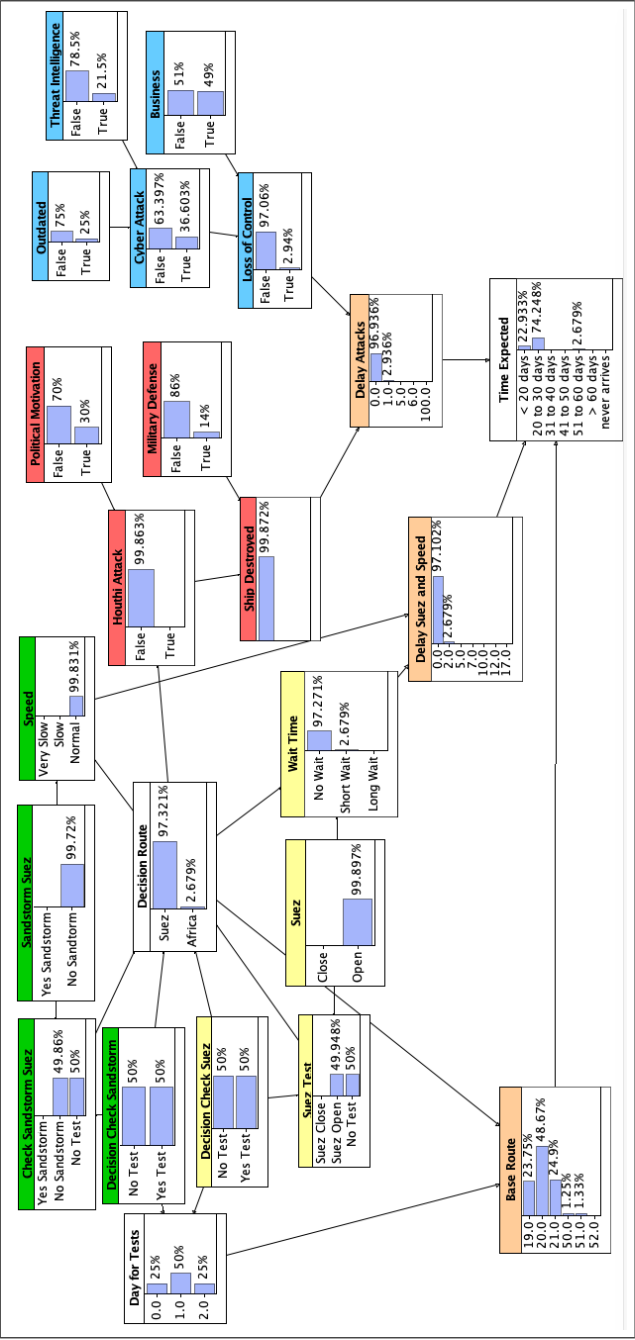 Check Sandstorm Suez
Yes Sandstorm
No Sandstorm 49.86%
No Test 50%
Sandstorm Suez
Yes Sandstorm
No Sandtorm 99.72%
Speed
Very Slow
Slow
Normal 99.831%
Political Motivation
False 70%
True 30%
Outdated
False 75%
True 25%
Threat Intelligence
False 78.5%
True 21.5%
Decision Check Sandstorm
No Test 50%
Yes Test 50%
Decision Route
Suez 97.321%
Africa 2.679%
Houthi Attack
False 99.863%
True
Military Defense
False 86%
True 14%
Cyber Attack
False 63.397%
True 36.603%
Business
False 51%
True 49%
Day for Tests
0.0 25%
1.0 50%
2.0 25%
Decision Check Suez
No Test 50%
Yes Test 50%
Ship Destroyed
99.872%
Loss of Control
False 97.06%
True 2.94%
Suez Test
Suez Close
Suez Open 49.948%
No Test 50%
Suez
Close
Open 99.897%
Wait Time
No Wait 97.271%
Short Wait 2.679%
Long Wait
Delay Attacks
0.0 96.936%
1.0 2.936%
5.0
6.0
100.0
Delay Suez and Speed
0.0 97.102%
2.0 2.679%
5.0
7.0
10.0
12.0
17.0
Base Route
19.0 23.75%
20.0 48.67%
21.0 24.9%
50.0 1.25%
51.0 1.33%
52.0
Time Expected
< 20 days 22.933%
20 to 30 days 74.248%
31 to 40 days
41 to 50 days
51 to 60 days 2.679%
> 60 days
never arrives